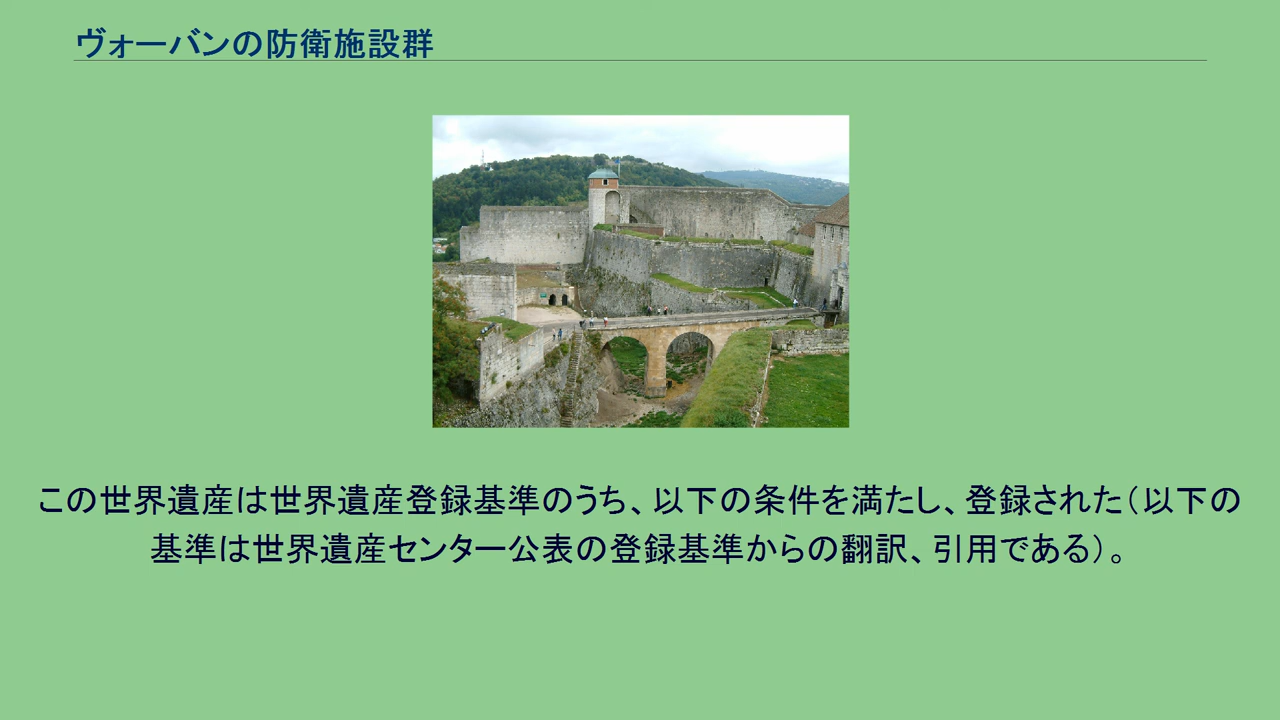 ヴォーバンの防衛施設群
この世界遺産は世界遺産登録基準のうち、以下の条件を満たし、登録された（以下の
基準は世界遺産センター公表の登録基準からの翻訳、引用である）。